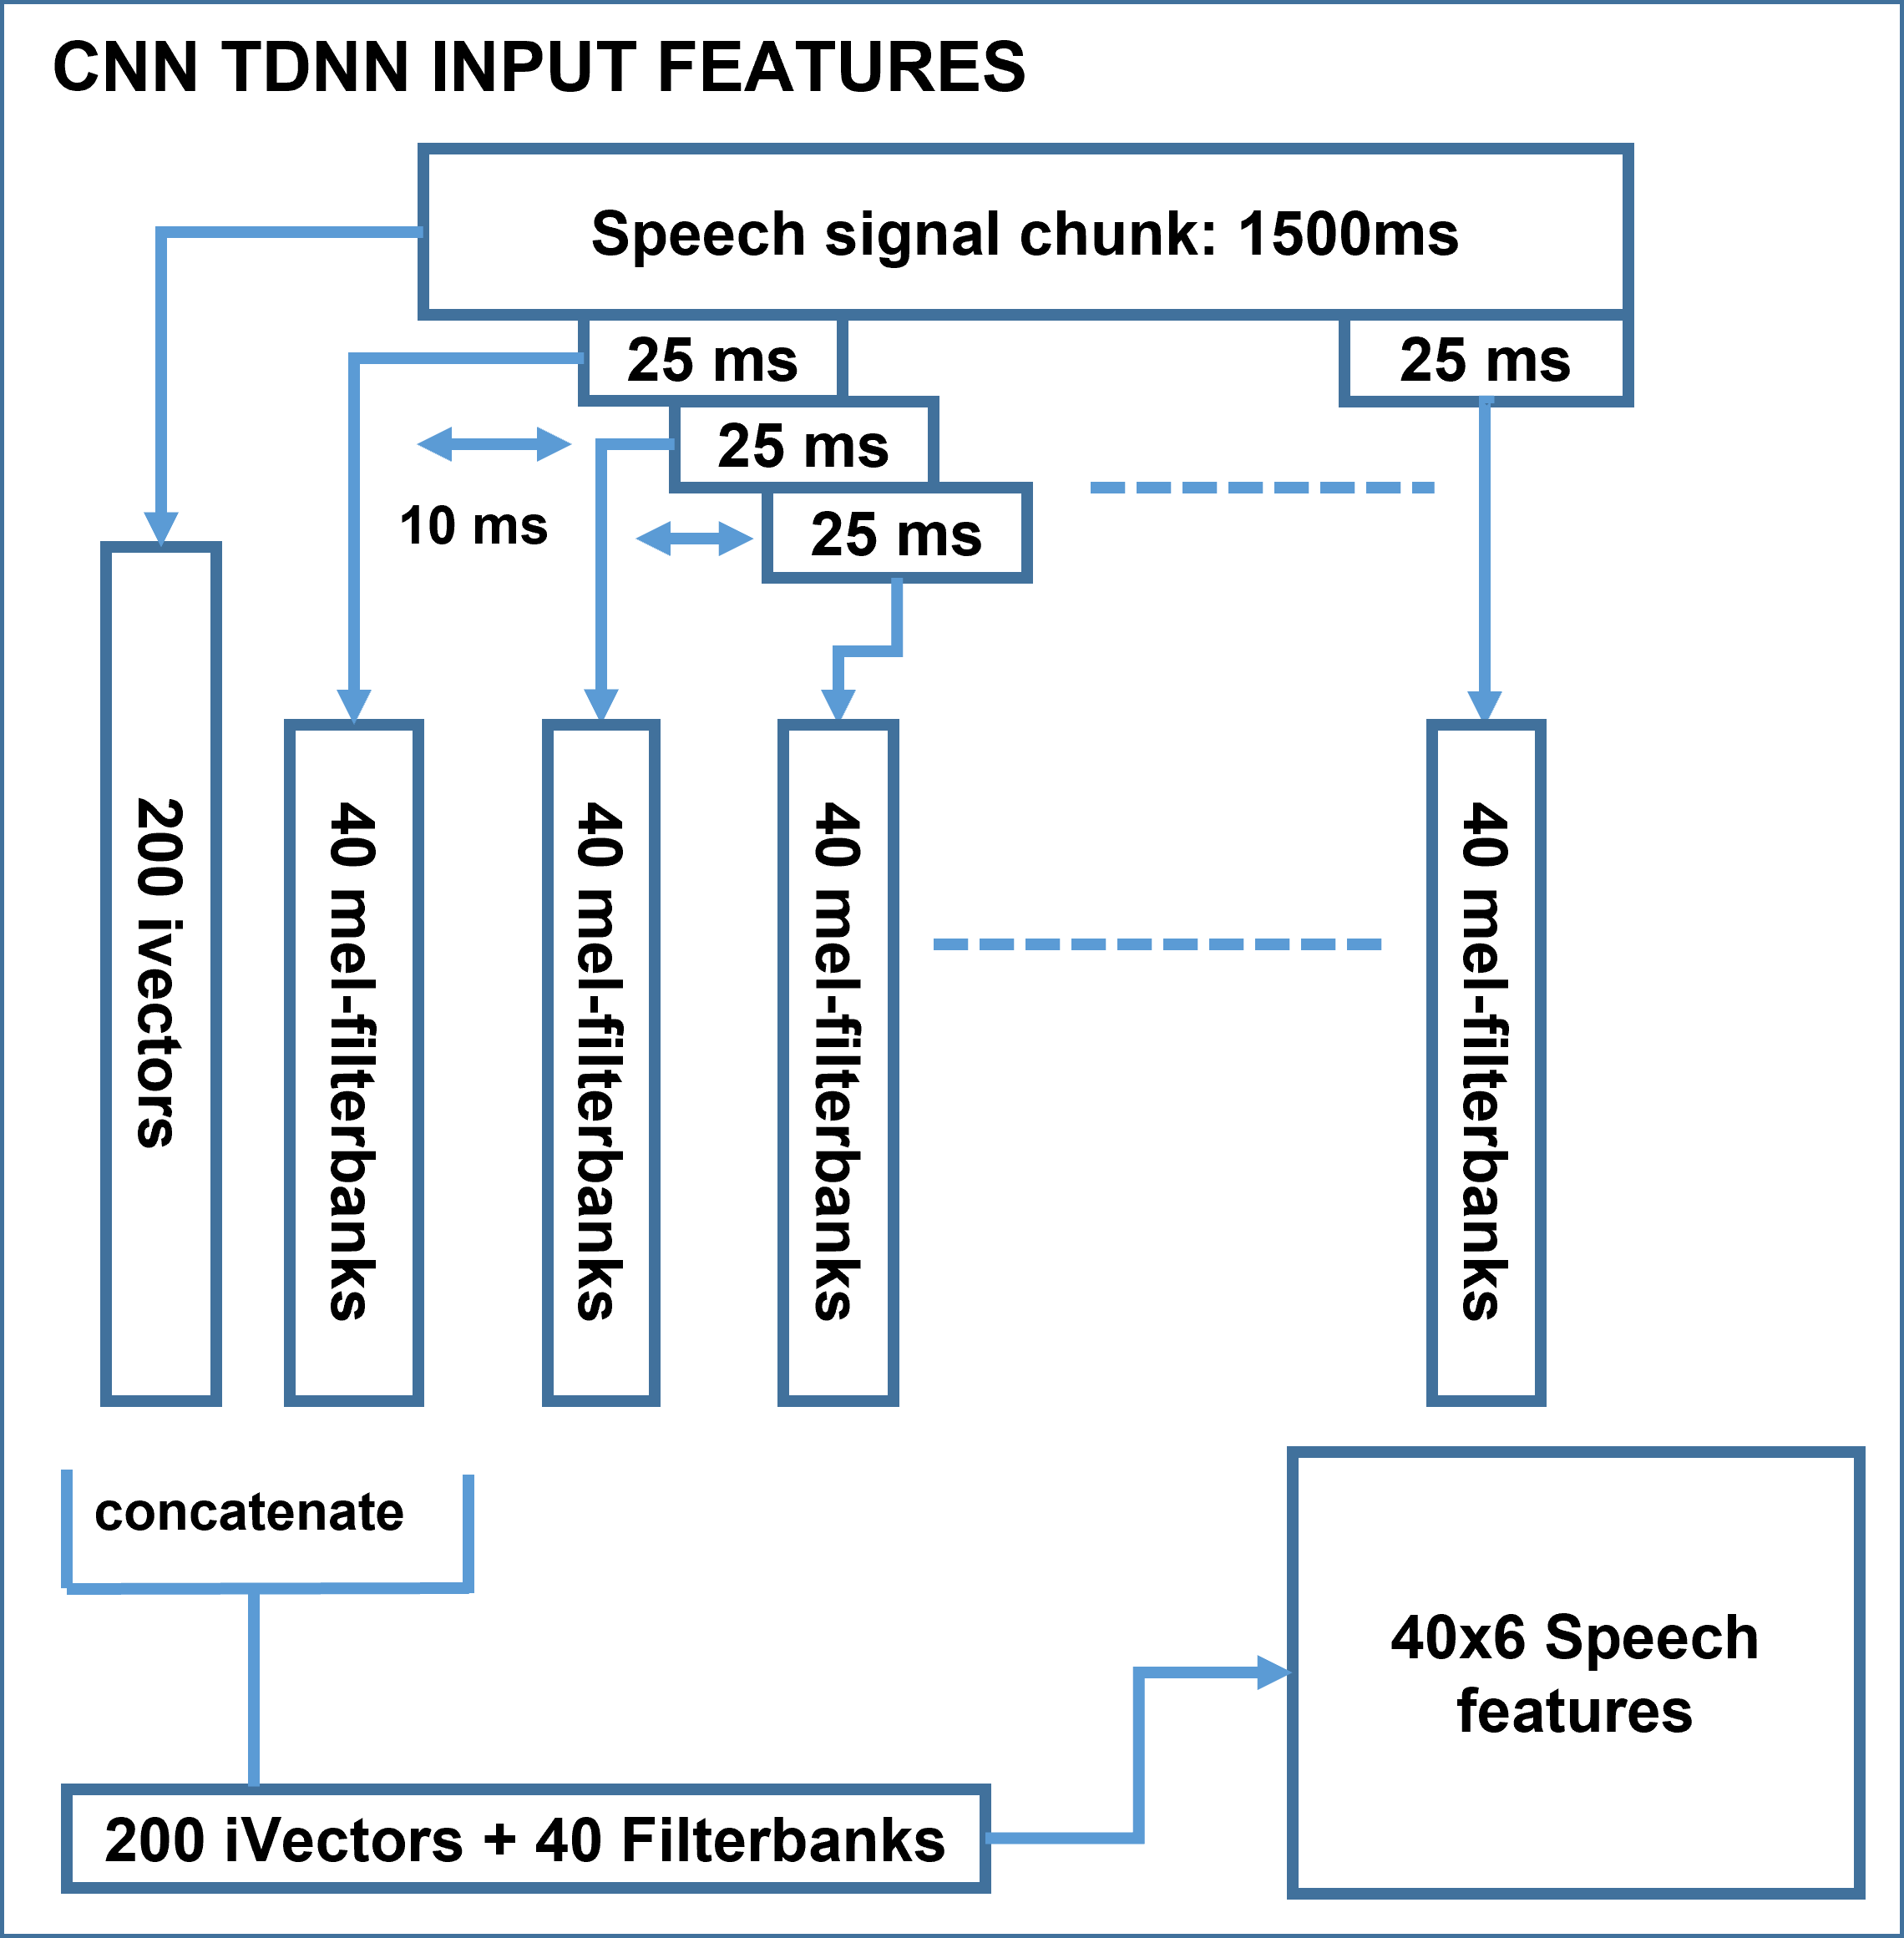 CNN TDNN INPUT FEATURES
Speech signal chunk: 1500ms
25 ms
25 ms
25 ms
10 ms
25 ms
200 ivectors
40 mel-filterbanks
40 mel-filterbanks
40 mel-filterbanks
40 mel-filterbanks
concatenate
40x6 Speech
features
200 iVectors + 40 Filterbanks